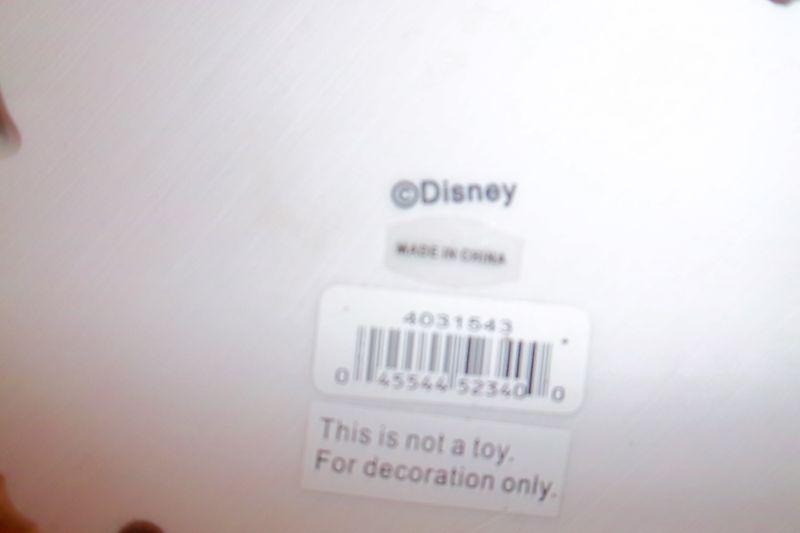 ©Disney
MADE IN CHINA
4031543
0 45544 52340 0
This is not a toy.
For decoration only.